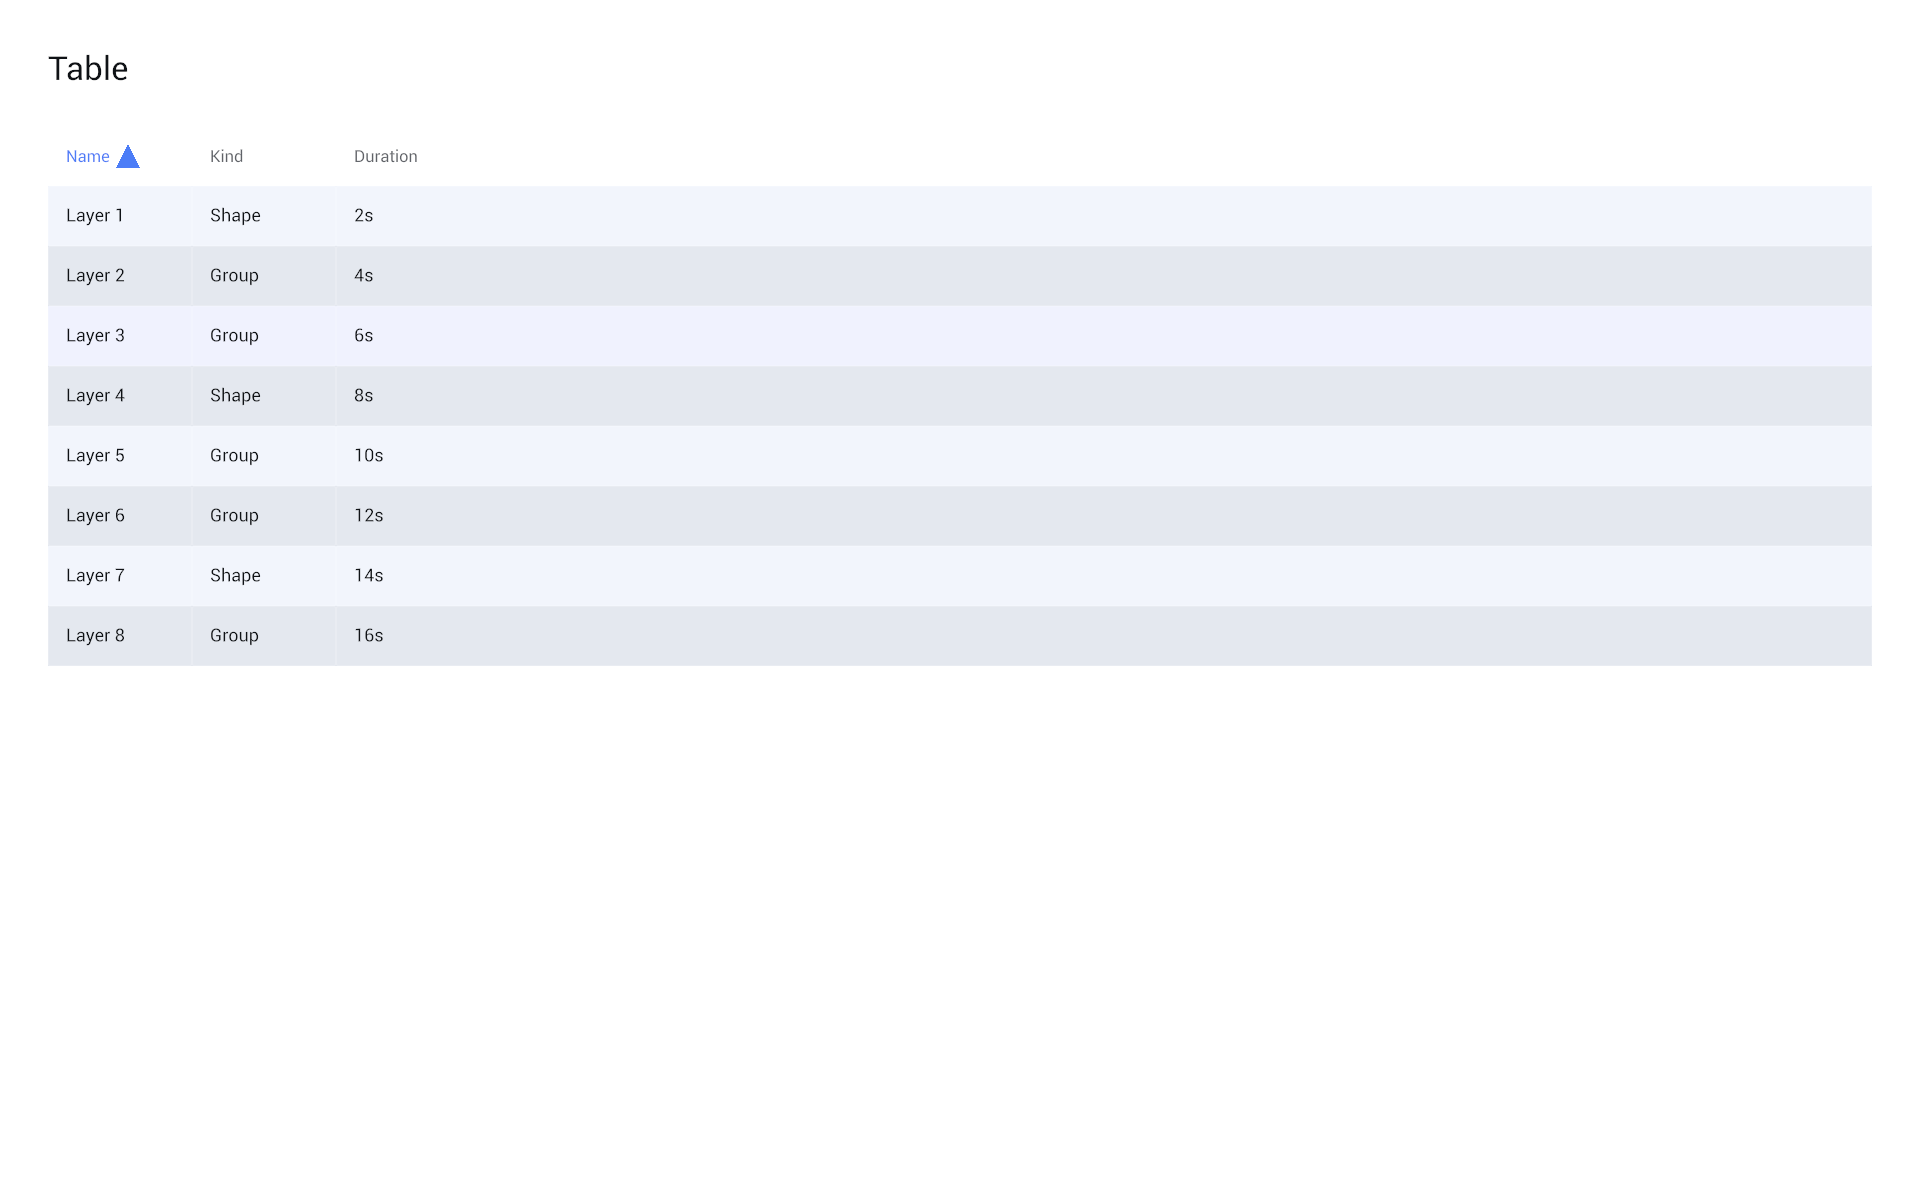 Table
Name Kind Duration
Layer 1 Shape 2s
Layer 2 Group 4s
Layer 3 Group 6s
Layer 4 Shape 8s
Layer 5 Group 10s
Layer 6 Group 12s
Layer 7 Shape 14s
Layer 8 Group 16s